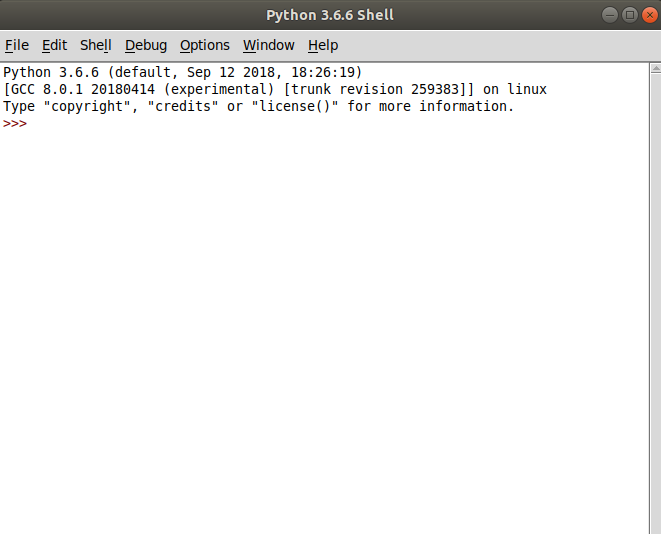 Python 3.6.6 Shell
File Edit Shell Debug Options Window Help
Python 3.6.6 (default, Sep 12 2018, 18:26:19)
[GCC 8.0.1 20180414 (experimental) [trunk revision 259383]] on linux
Type "copyright", "credits" or "license()" for more information.
>>>